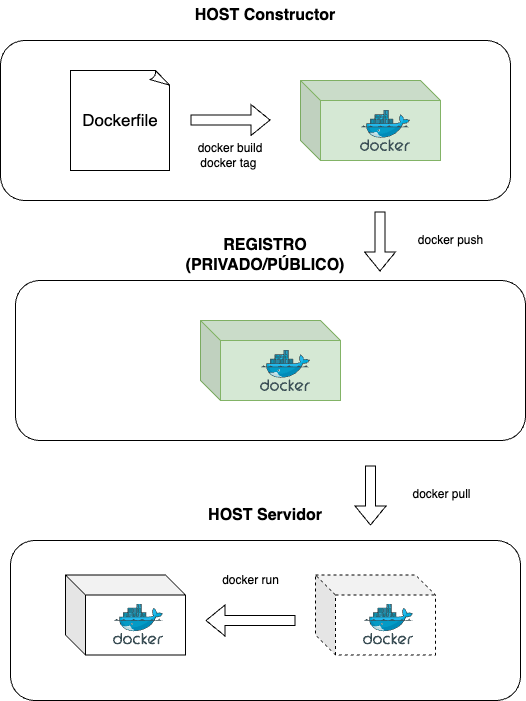 HOST Constructor
Dockerfile
docker build
docker tag
docker
docker push
REGISTRO
(PRIVADO/PÚBLICO)
docker
docker pull
HOST Servidor
docker run
docker
docker